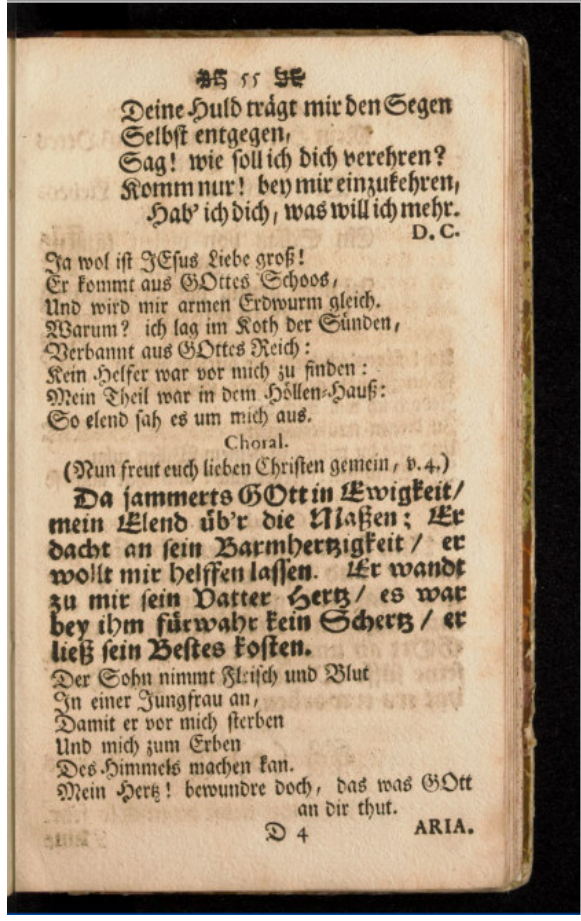 55
Deine Huld trägt mir den Segen
Selbst entgegen,
Sag! wie soll ich dich verehren?
Komm nur! bey mir einzukehren,
Hab' ich dich, was will ich mehr.
D. C.
Ja wol ist JEsus Liebe groß!
Er kommt aus GOttes Schoos,
Und wird mir armen Erdwurm gleich.
Warum? ich lag im Koth der Sünden,
Verbannt aus GOttes Reich:
Kein Helfer war vor mich zu finden:
Mein Theil war in dem Höllen-Hauß:
So elend sah es um mich aus.
Choral.
(Nun freut euch lieben Christen gemein, v. 4.)
Da jammerts GOtt in Ewigkeit/
mein Elend üb'r die Maßen; Er
dacht an sein Barmhertzigkeit / er
wollt mir helffen lassen. Er wandt
zu mir sein Vatter Hertz/ es war
bey ihm fürwahr kein Schertz / er
ließ sein Bestes kosten.
Der Sohn nimmt Fleisch und Blut
In einer Jungfrau an,
Damit er vor mich sterben
Und mich zum Erben
Des Himmels machen kan.
Mein Hertz! bewundre doch, das was GOtt
an dir thut.
D 4 ARIA.